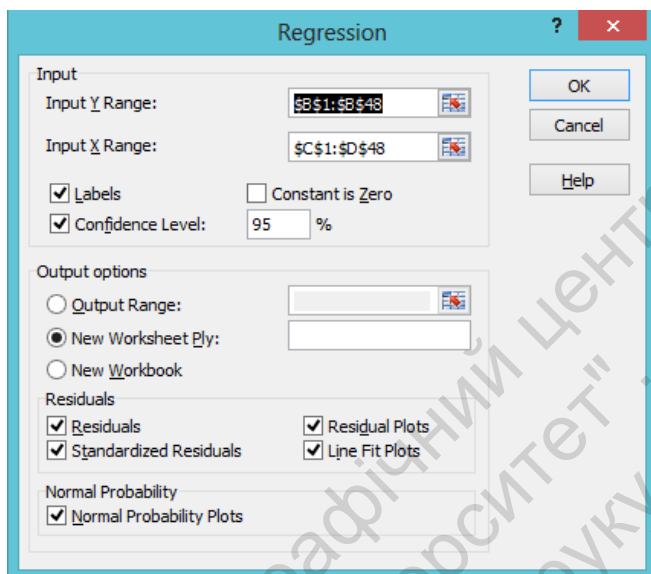 Regression
?
×
Input
Input Y Range:
$B$1:$B$48
Input X Range:
$C$1:$D$48
Labels
Constant is Zero
Confidence Level:
95
%
OK
Cancel
Help
Output options
Output Range:
New Worksheet Ply:
New Workbook
Residuals
Residuals
Residual Plots
Standardized Residuals
Line Fit Plots
Normal Probability
Normal Probability Plots